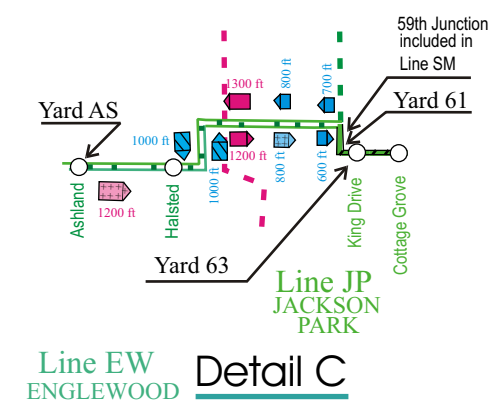 59th Junction
included in
Line SM
1300 ft
800 ft
700 ft
Yard AS
Yard 61
1000 ft
1000 ft
1200 ft
800 ft
600 ft
1200 ft
Ashland
Halsted
King Drive
Cottage Grove
Yard 63
Line JP
JACKSON
PARK
Line EW
ENGLEWOOD
Detail C